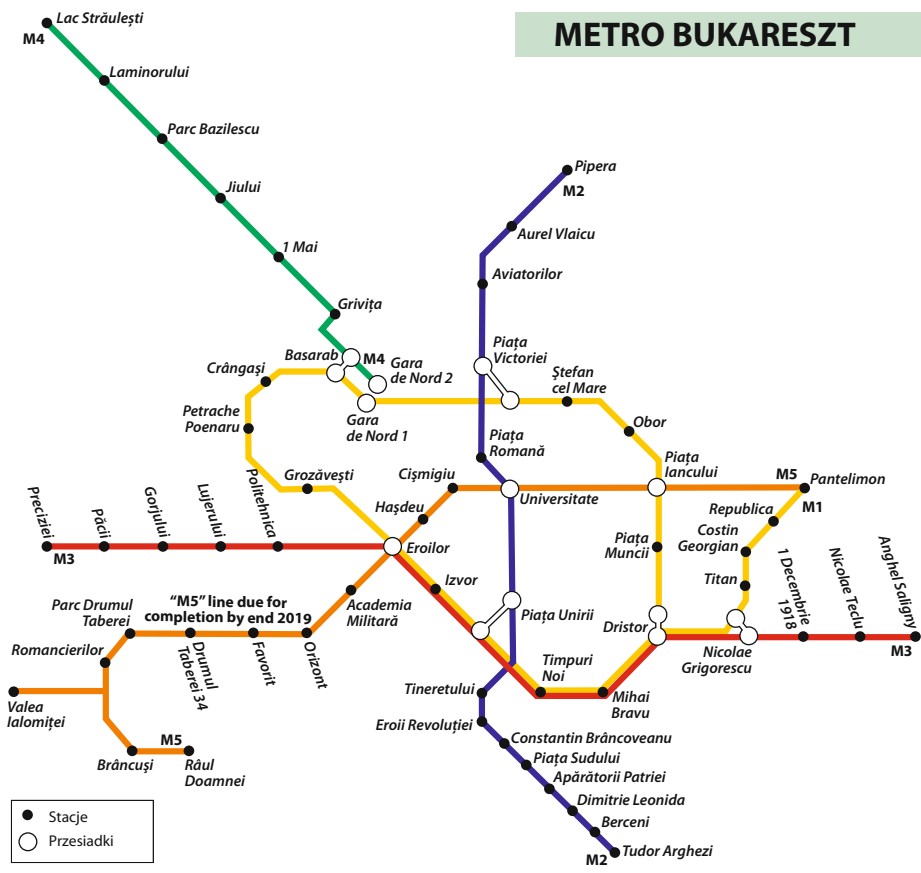 METRO BUKARESZT
Lac Străulești
M4
Laminorului
Parc Bazilescu
Jiului
1 Mai
Grivița
Basarab
M4
Gara
de Nord 2
Gara
de Nord 1
Crângași
Petrache
Poenaru
Grozăvești
Pipera
M2
Aurel Vlaicu
Aviatorilor
Piața
Victoriei
Ștefan
cel Mare
Obor
Piața
Romană
Piața
Iancului
Cișmigiu
Hașdeu
Universitate
M5
Pantelimon
M1
Republica
Costin
Georgian
Titan
Piața
Muncii
Preciziei
Păcii
Gorjului
Lujerului
Politehnica
M3
Eroilor
Izvor
Academia
Militară
Piața Unirii
Dristor
Nicolae
Grigorescu
1 Decembrie
1918
Nicolae Teclu
Anghel Saligny
M3
"M5" line due for
completion by end 2019
Parc Drumul
Taberei
Romancierilor
Drumul
Taberei 34
Favorit
Orizont
Valea
Ialomiței
Brâncuși
M5
Râul
Doamnei
Timpuri
Noi
Mihai
Bravu
Tineretului
Eroii Revoluției
Constantin Brâncoveanu
Piața Sudului
Apărătorii Patriei
Dimitrie Leonida
Berceni
Tudor Arghezi
M2
Stacje
Przesiadki